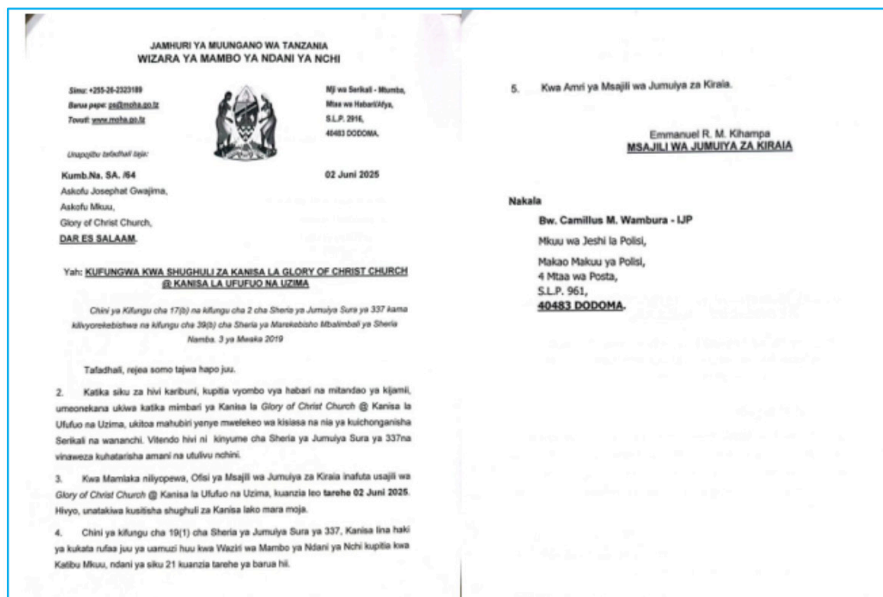 JAMHURI YA MUUNGANO WA TANZANIA
WIZARA YA MAMBO YA NDANI YA NCHI
Simu: +255-26-2323189
Barua pepe: ps@moha.go.tz
Tovuti: www.moha.go.tz
Mji wa Serikali - Mtumba,
Mtaa wa Habari/Afya,
S.L.P. 2916,
40483 DODOMA.
Unapojibu tafadhali taja:
Kumb.Na. SA. /64
02 Juni 2025
Askofu Josephat Gwajima,
Askofu Mkuu,
Glory of Christ Church,
DAR ES SALAAM.
Yah: KUFUNGWA KWA SHUGHULI ZA KANISA LA GLORY OF CHRIST CHURCH
@ KANISA LA UFUFUO NA UZIMA
Chini ya Kifungu cha 17(b) na kifungu cha 2 cha Sheria ya Jumuiya Sura ya 337 kama
kilivyorekebishwa na kifungu cha 39(b) cha Sheria ya Marekebisho Mbalimbali ya Sheria
Namba. 3 ya Mwaka 2019
Tafadhali, rejea somo tajwa hapo juu.
2. Katika siku za hivi karibuni, kupitia vyombo vya habari na mitandao ya kijamii,
umeonekana ukiwa katika mimbari ya Kanisa la Glory of Christ Church @ Kanisa la
Ufufuo na Uzima, ukitoa mahubiri yenye mwelekeo wa kisiasa na nia ya kuichonganisha
Serikali na wananchi. Vitendo hivi ni kinyume cha Sheria ya Jumuiya Sura ya 337na
vinaweza kuhatarisha amani na utulivu nchini.
3. Kwa Mamlaka niliyopewa, Ofisi ya Msajili wa Jumuiya za Kiraia inafuta usajili wa
Glory of Christ Church @ Kanisa la Ufufuo na Uzima, kuanzia leo tarehe 02 Juni 2025.
Hivyo, unatakiwa kusitisha shughuli za Kanisa lako mara moja.
4. Chini ya kifungu cha 19(1) cha Sheria ya Jumuiya Sura ya 337, Kanisa lina haki
ya kukata rufaa juu ya uamuzi huu kwa Waziri wa Mambo ya Ndani ya Nchi kupitia kwa
Katibu Mkuu, ndani ya siku 21 kuanzia tarehe ya barua hii.
5. Kwa Amri ya Msajili wa Jumuiya za Kiraia.
Emmanuel R. M. Kihampa
MSAJILI WA JUMUIYA ZA KIRAIA
Nakala
Bw. Camillus M. Wambura - IJP
Mkuu wa Jeshi la Polisi,
Makao Makuu ya Polisi,
4 Mtaa wa Posta,
S.L.P. 961,
40483 DODOMA.